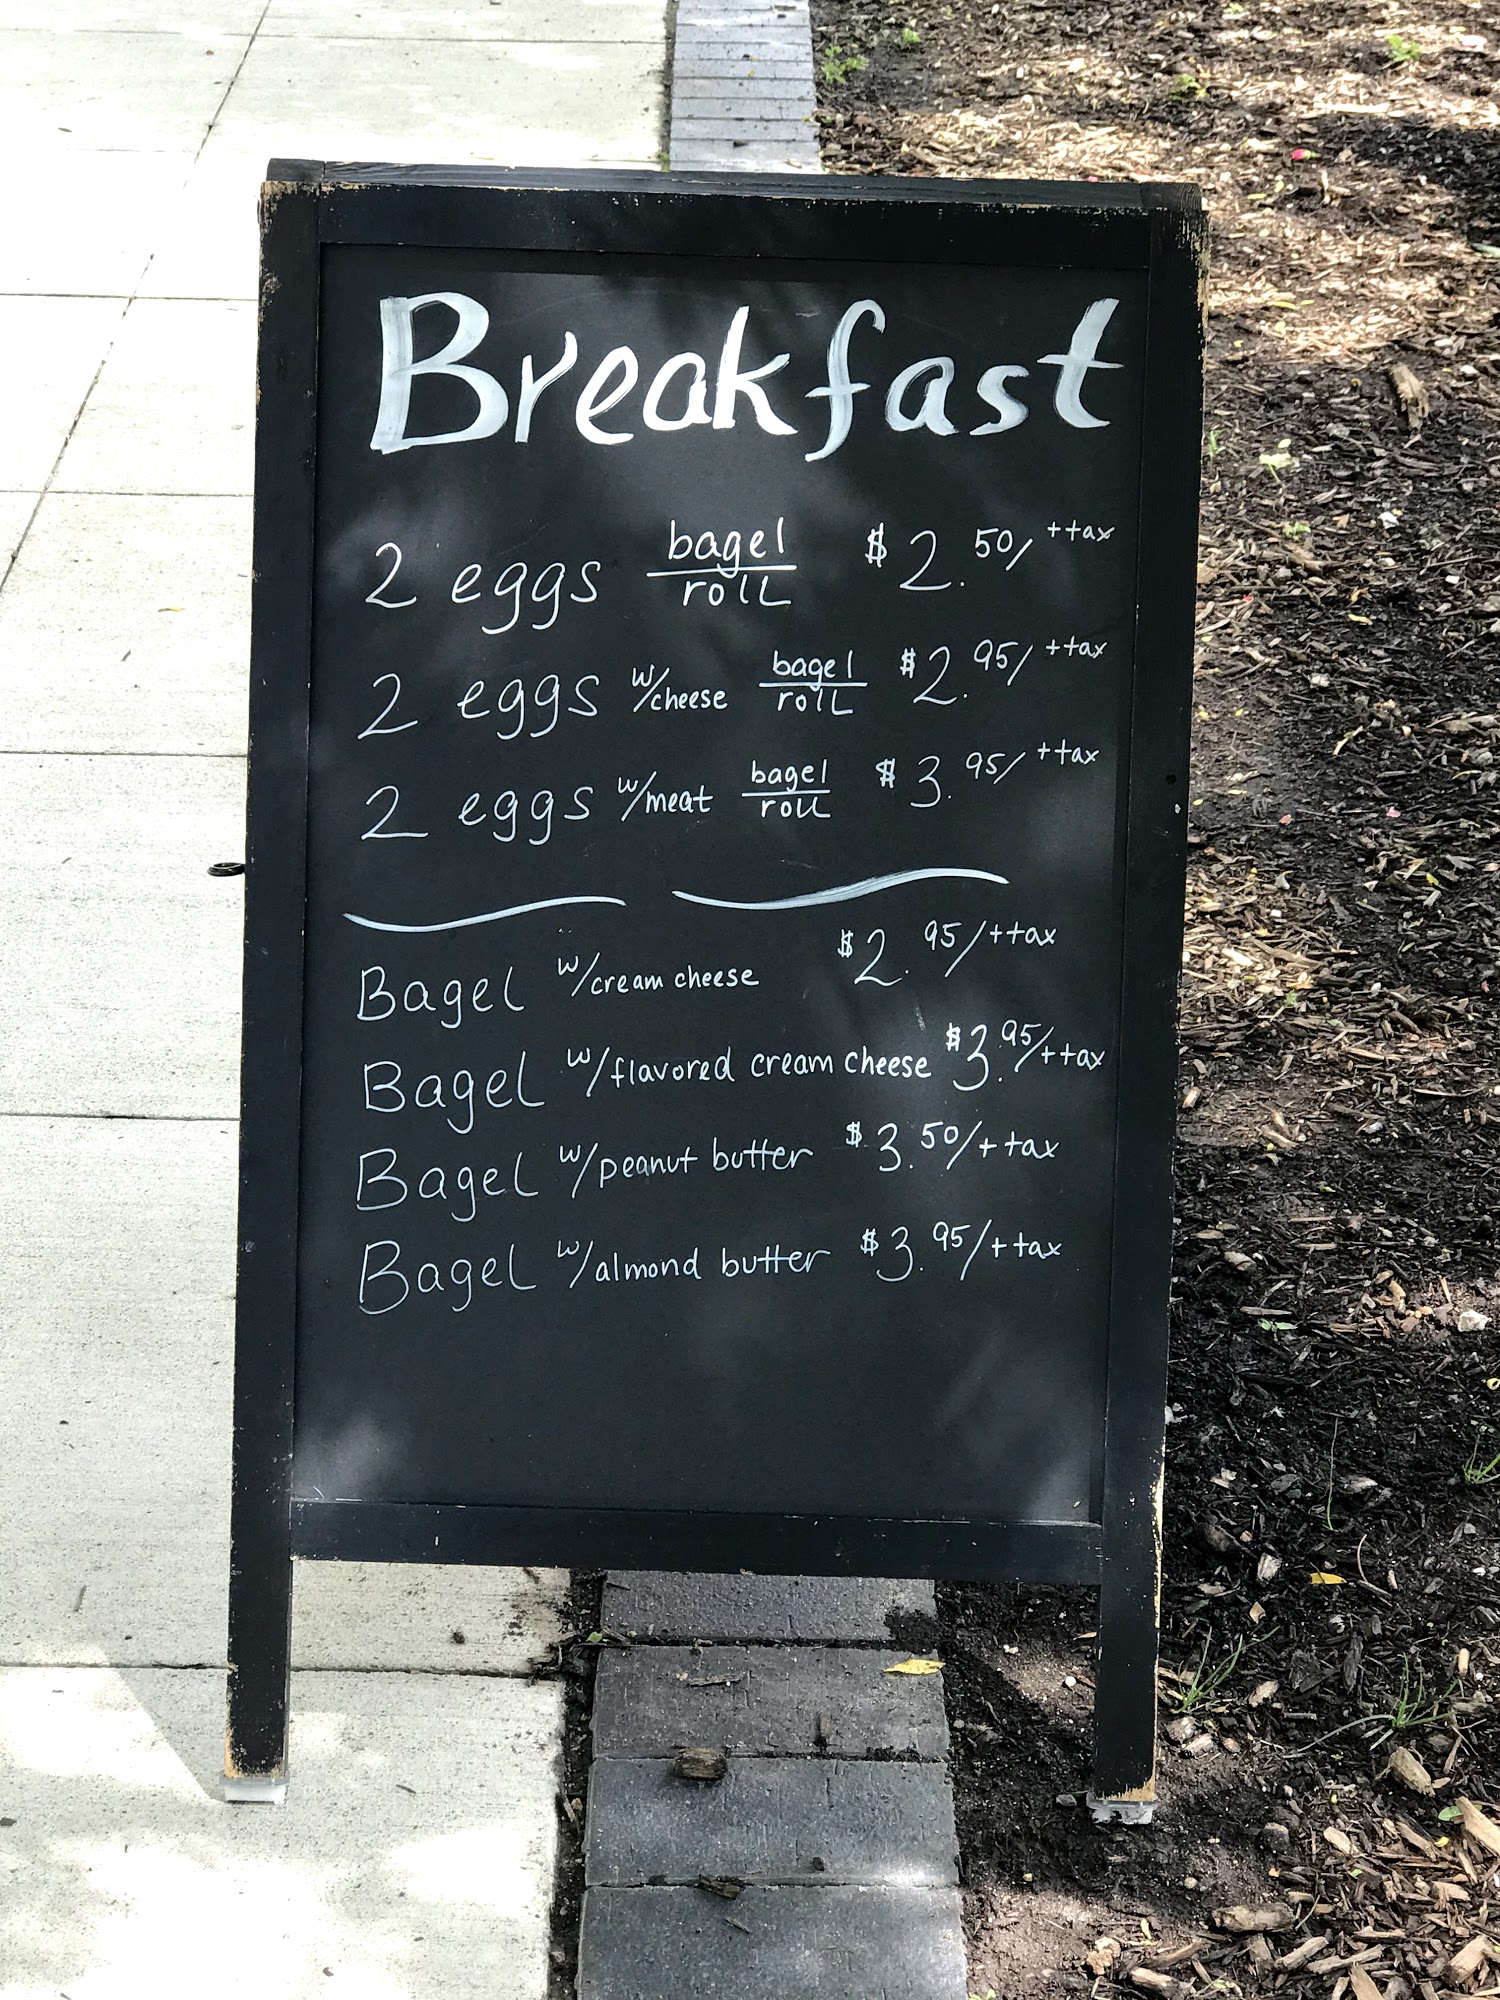 Breakfast
2 eggs bagel/roll $2.50/+tax
2 eggs w/cheese bagel/roll $2.95/+tax
2 eggs w/meat bagel/roll $3.95/+tax
Bagel w/cream cheese $2.95/+tax
Bagel w/flavored cream cheese $3.95/+tax
Bagel w/peanut butter $3.50/+tax
Bagel w/almond butter $3.95/+tax